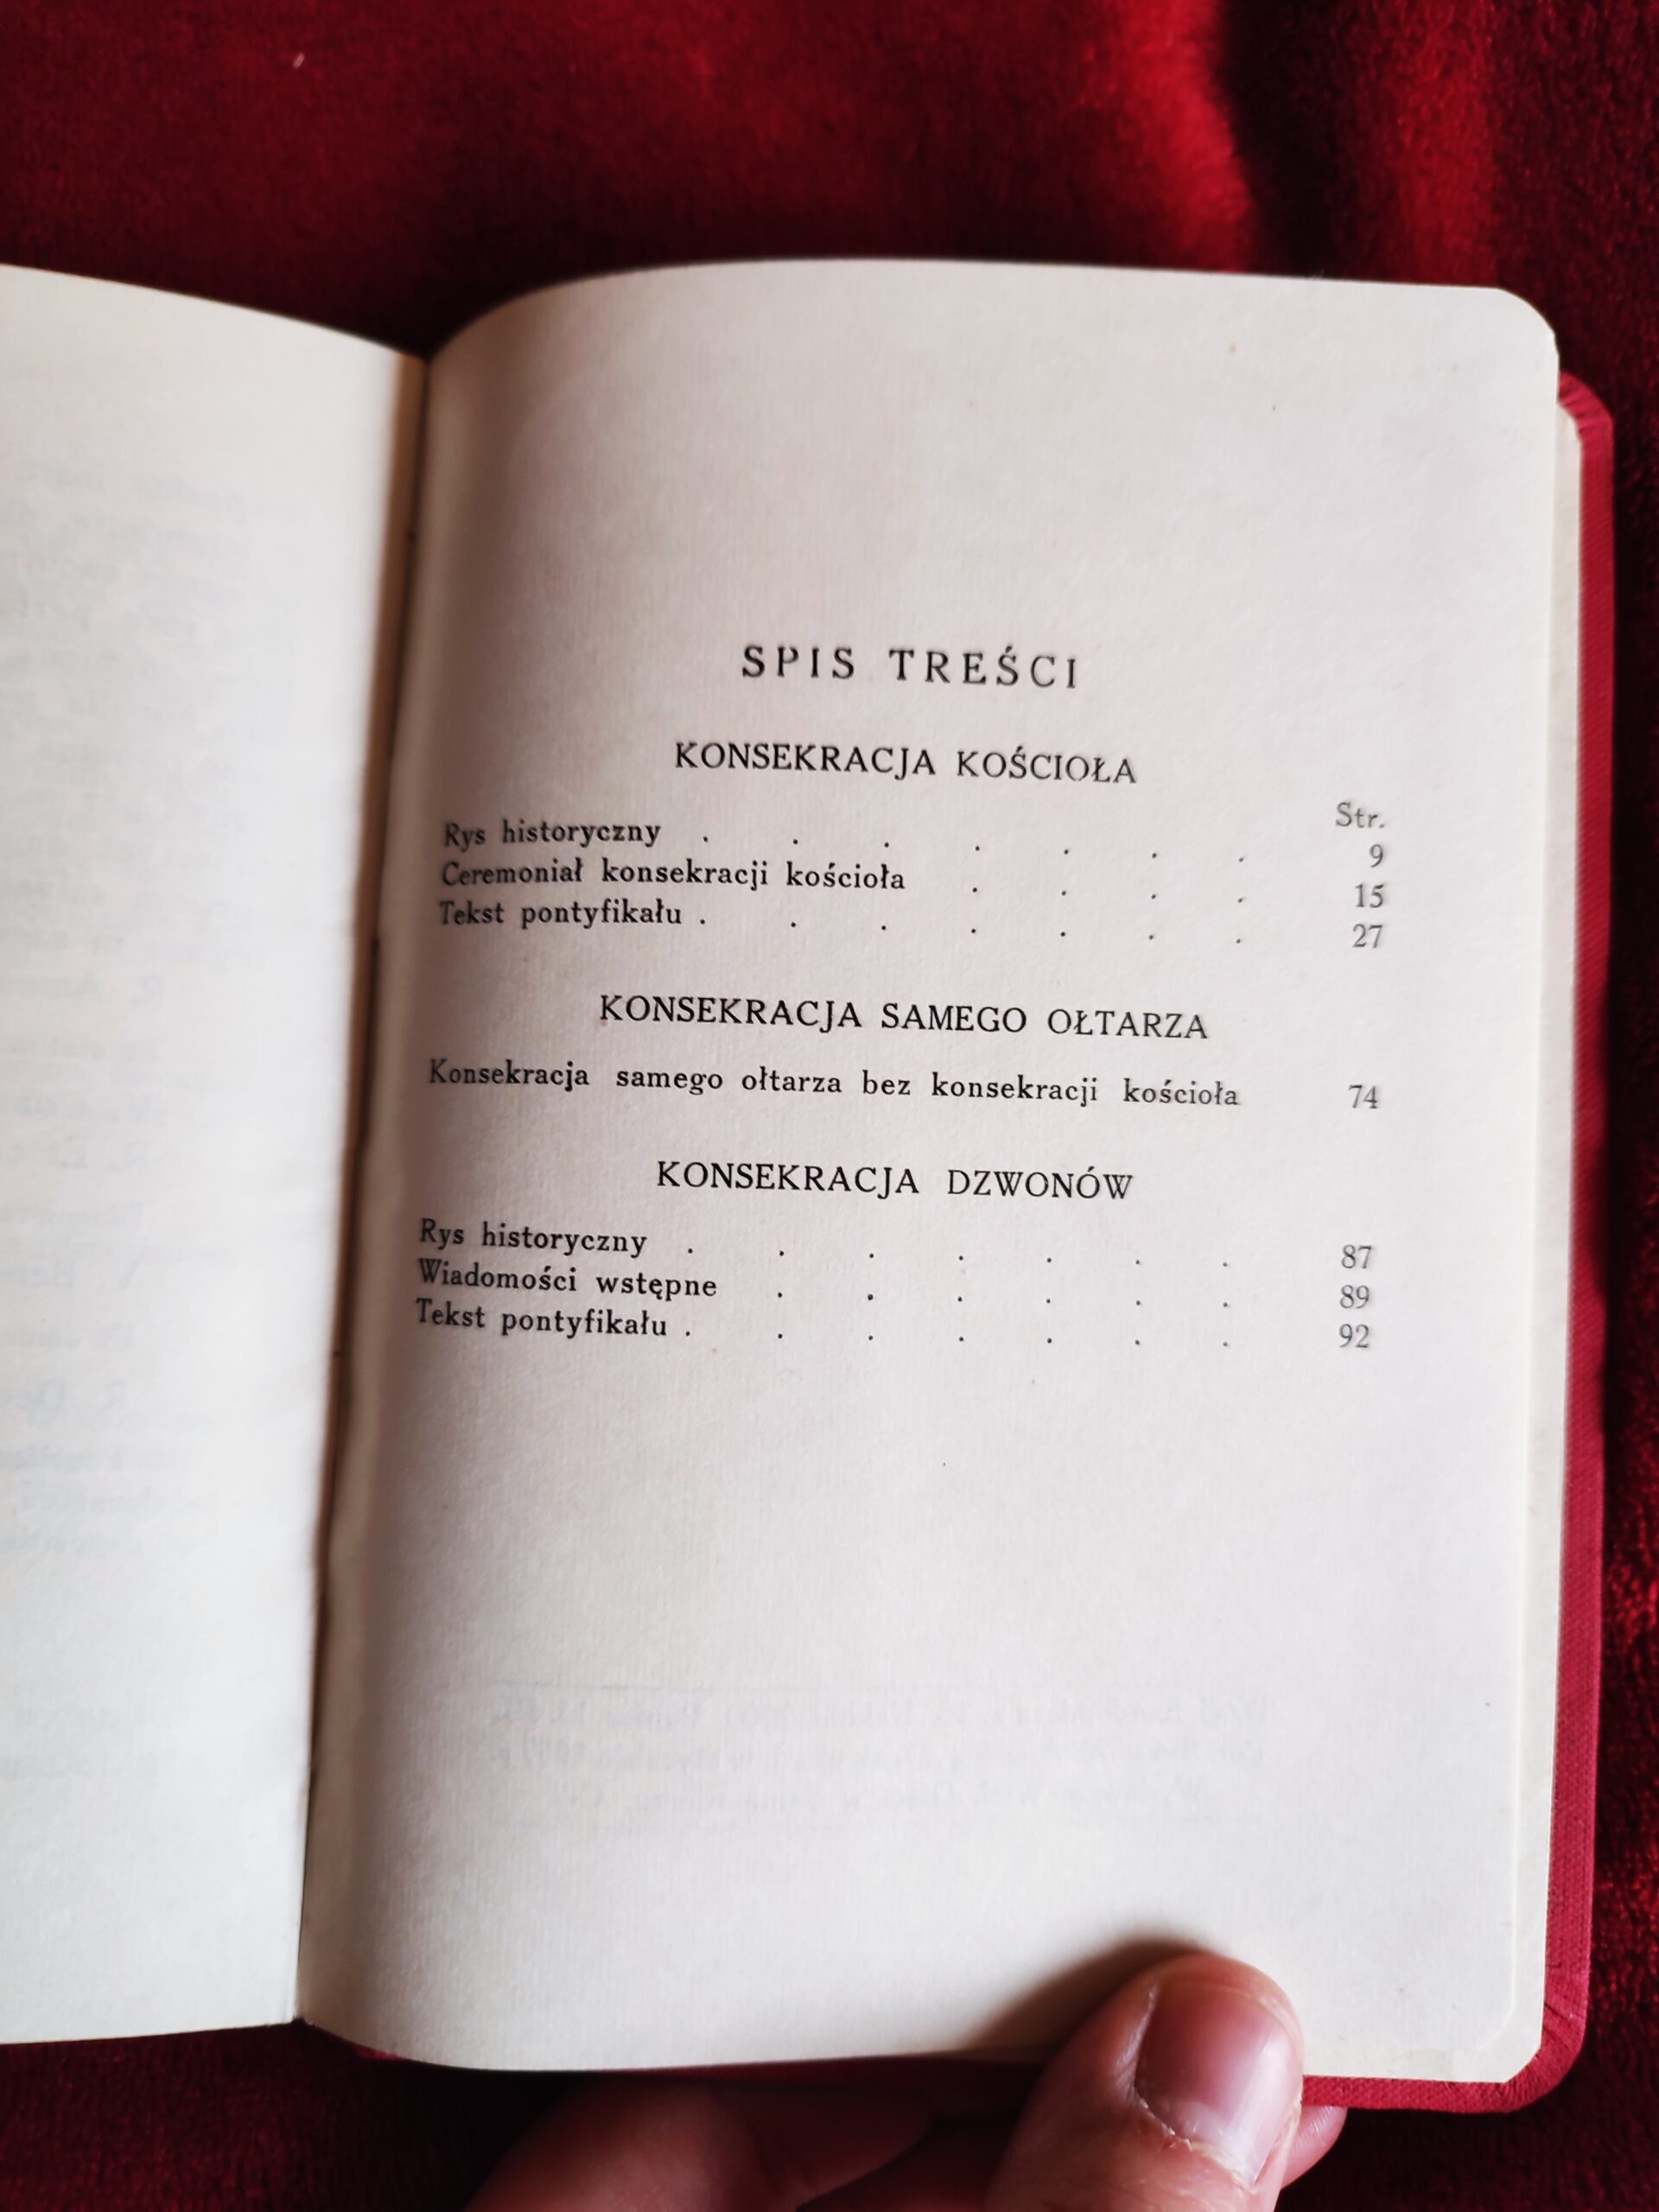 SPIS TREŚCI
KONSEKRACJA KOŚCIOŁA
Str.
Rys historyczny . . . . . . . 9
Ceremoniał konsekracji kościoła . . . . 15
Tekst pontyfikału . . . . . . . 27
KONSEKRACJA SAMEGO OŁTARZA
Konsekracja samego ołtarza bez konsekracji kościoła 74
KONSEKRACJA DZWONÓW
Rys historyczny . . . . . . . 87
Wiadomości wstępne . . . . . . 89
Tekst pontyfikału . . . . . . . 92